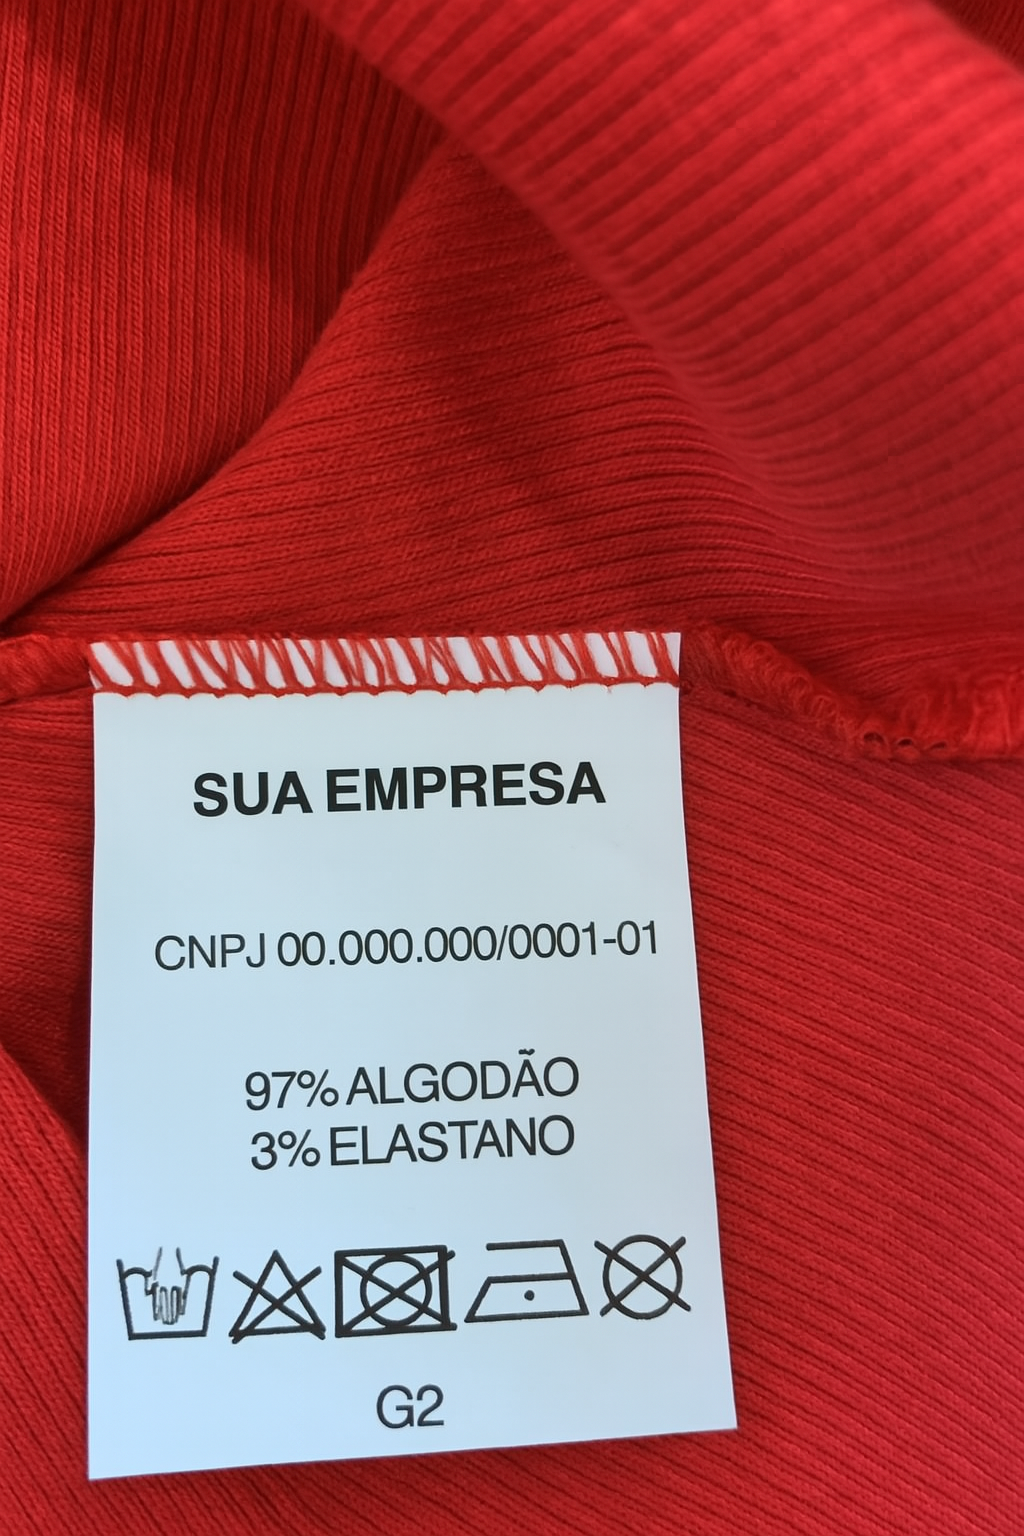 SUA EMPRESA
CNPJ 00.000.000/0001-01
97% ALGODÃO
3% ELASTANO
G2